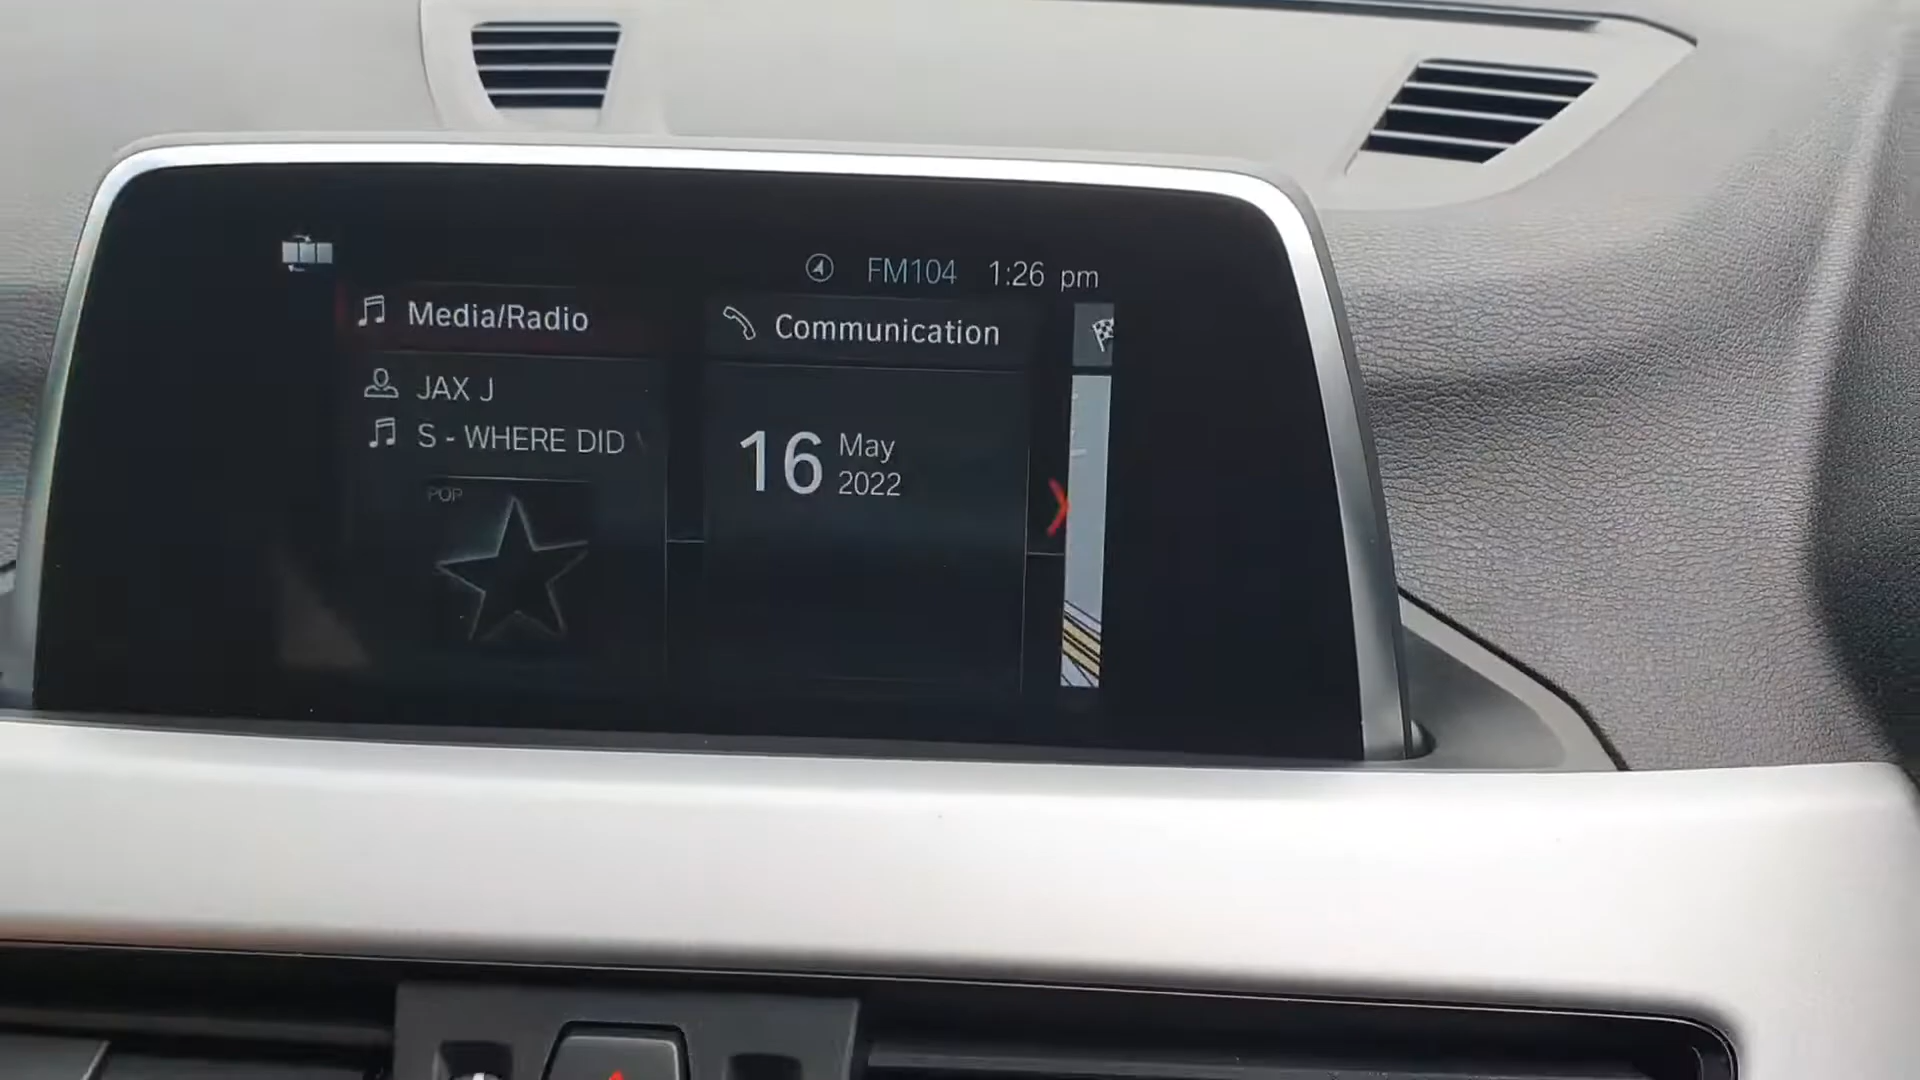 FM104 1:26 pm
Media/Radio
JAX J
S - WHERE DID
POP
Communication
16 May
2022